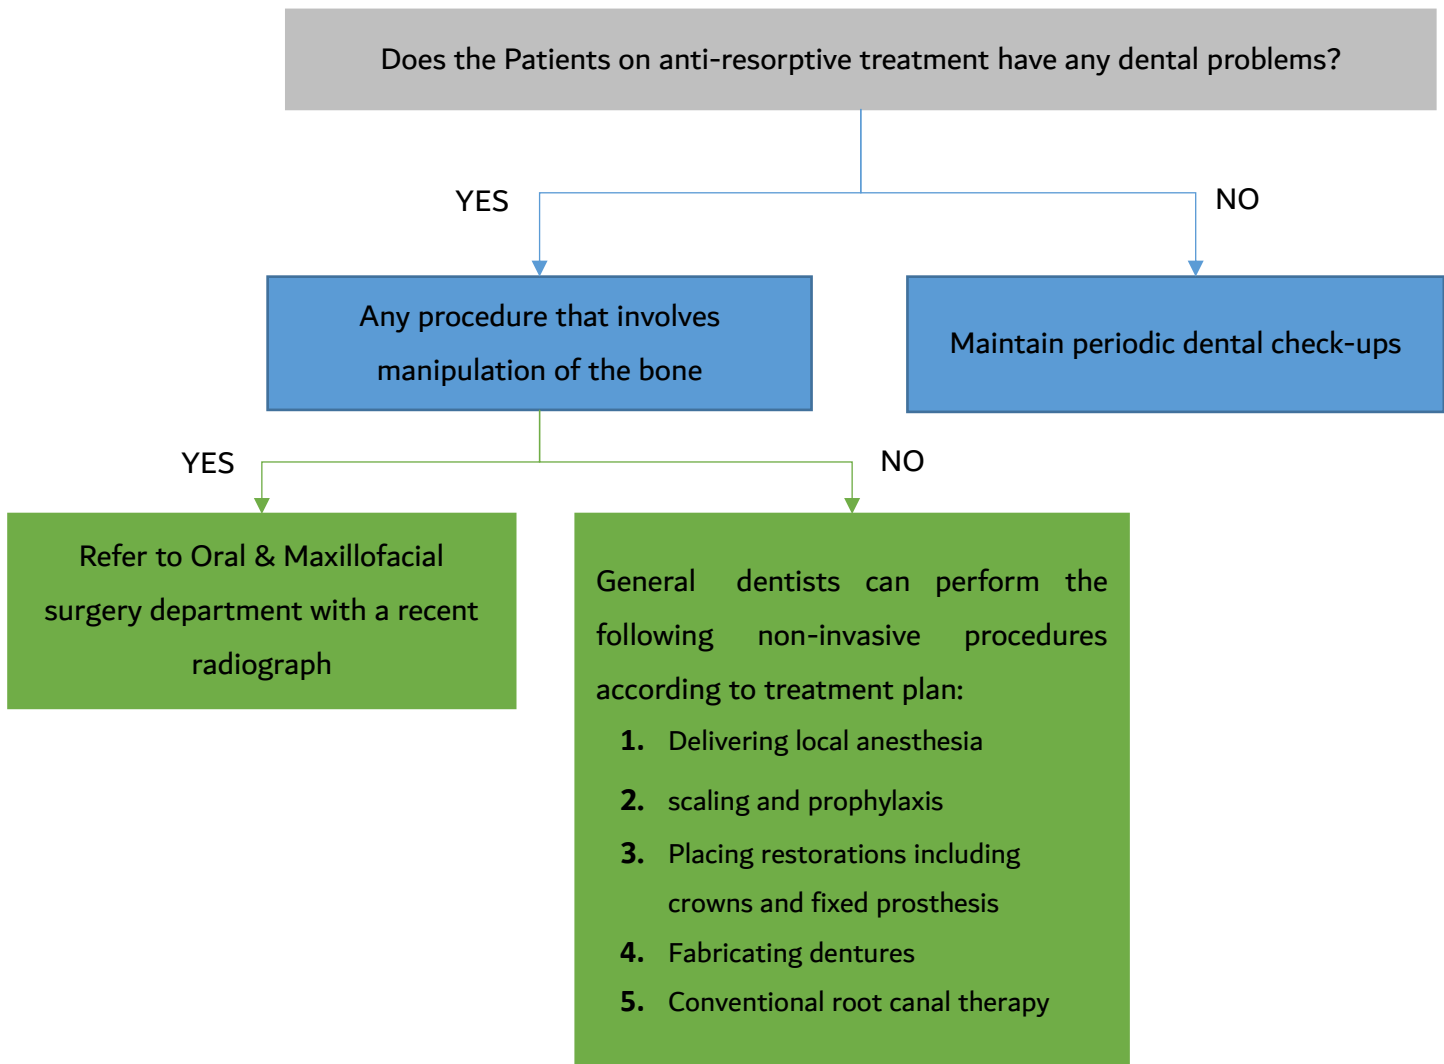 Does the Patients on anti-resorptive treatment have any dental problems?
YES
NO
Any procedure that involves
manipulation of the bone
Maintain periodic dental check-ups
YES
NO
Refer to Oral & Maxillofacial
surgery department with a recent
radiograph
General dentists can perform the
following non-invasive procedures
according to treatment plan:
1. Delivering local anesthesia
2. scaling and prophylaxis
3. Placing restorations including
crowns and fixed prosthesis
4. Fabricating dentures
5. Conventional root canal therapy